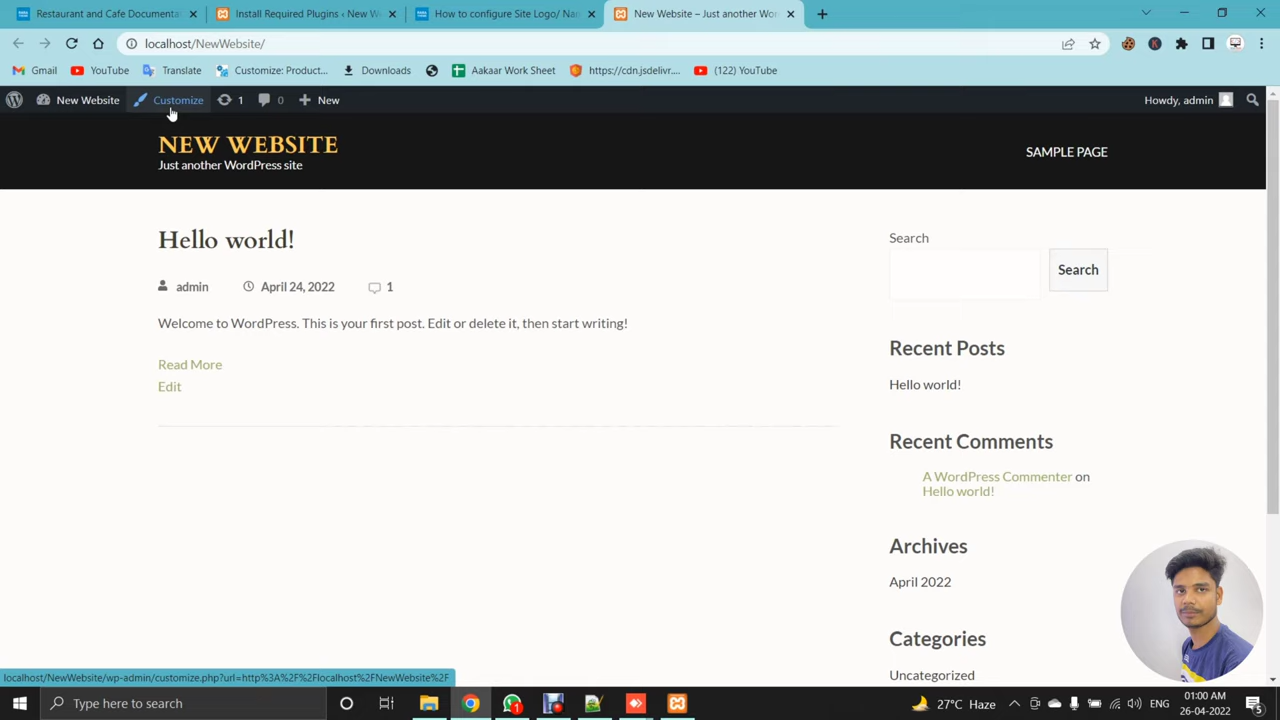 Restaurant and Cafe Documentat
Install Required Plugins ‹ New W
How to configure Site Logo/ Nam
New Website – Just another Wor
localhost/NewWebsite/
Gmail
YouTube
Translate
Customize: Product...
Downloads
Aakaar Work Sheet
https://cdn.jsdelivr....
(122) YouTube
New Website
Customize
1
0
New
Howdy, admin
NEW WEBSITE
Just another WordPress site
SAMPLE PAGE
Hello world!
admin
April 24, 2022
1
Welcome to WordPress. This is your first post. Edit or delete it, then start writing!
Read More
Edit
Search
Search
Recent Posts
Hello world!
Recent Comments
A WordPress Commenter on
Hello world!
Archives
April 2022
Categories
Uncategorized
localhost/NewWebsite/wp-admin/customize.php?url=http%3A%2F%2Flocalhost%2FNewWebsite%2F
Type here to search
1
27°C Haze
ENG
01:00 AM
26-04-2022
5